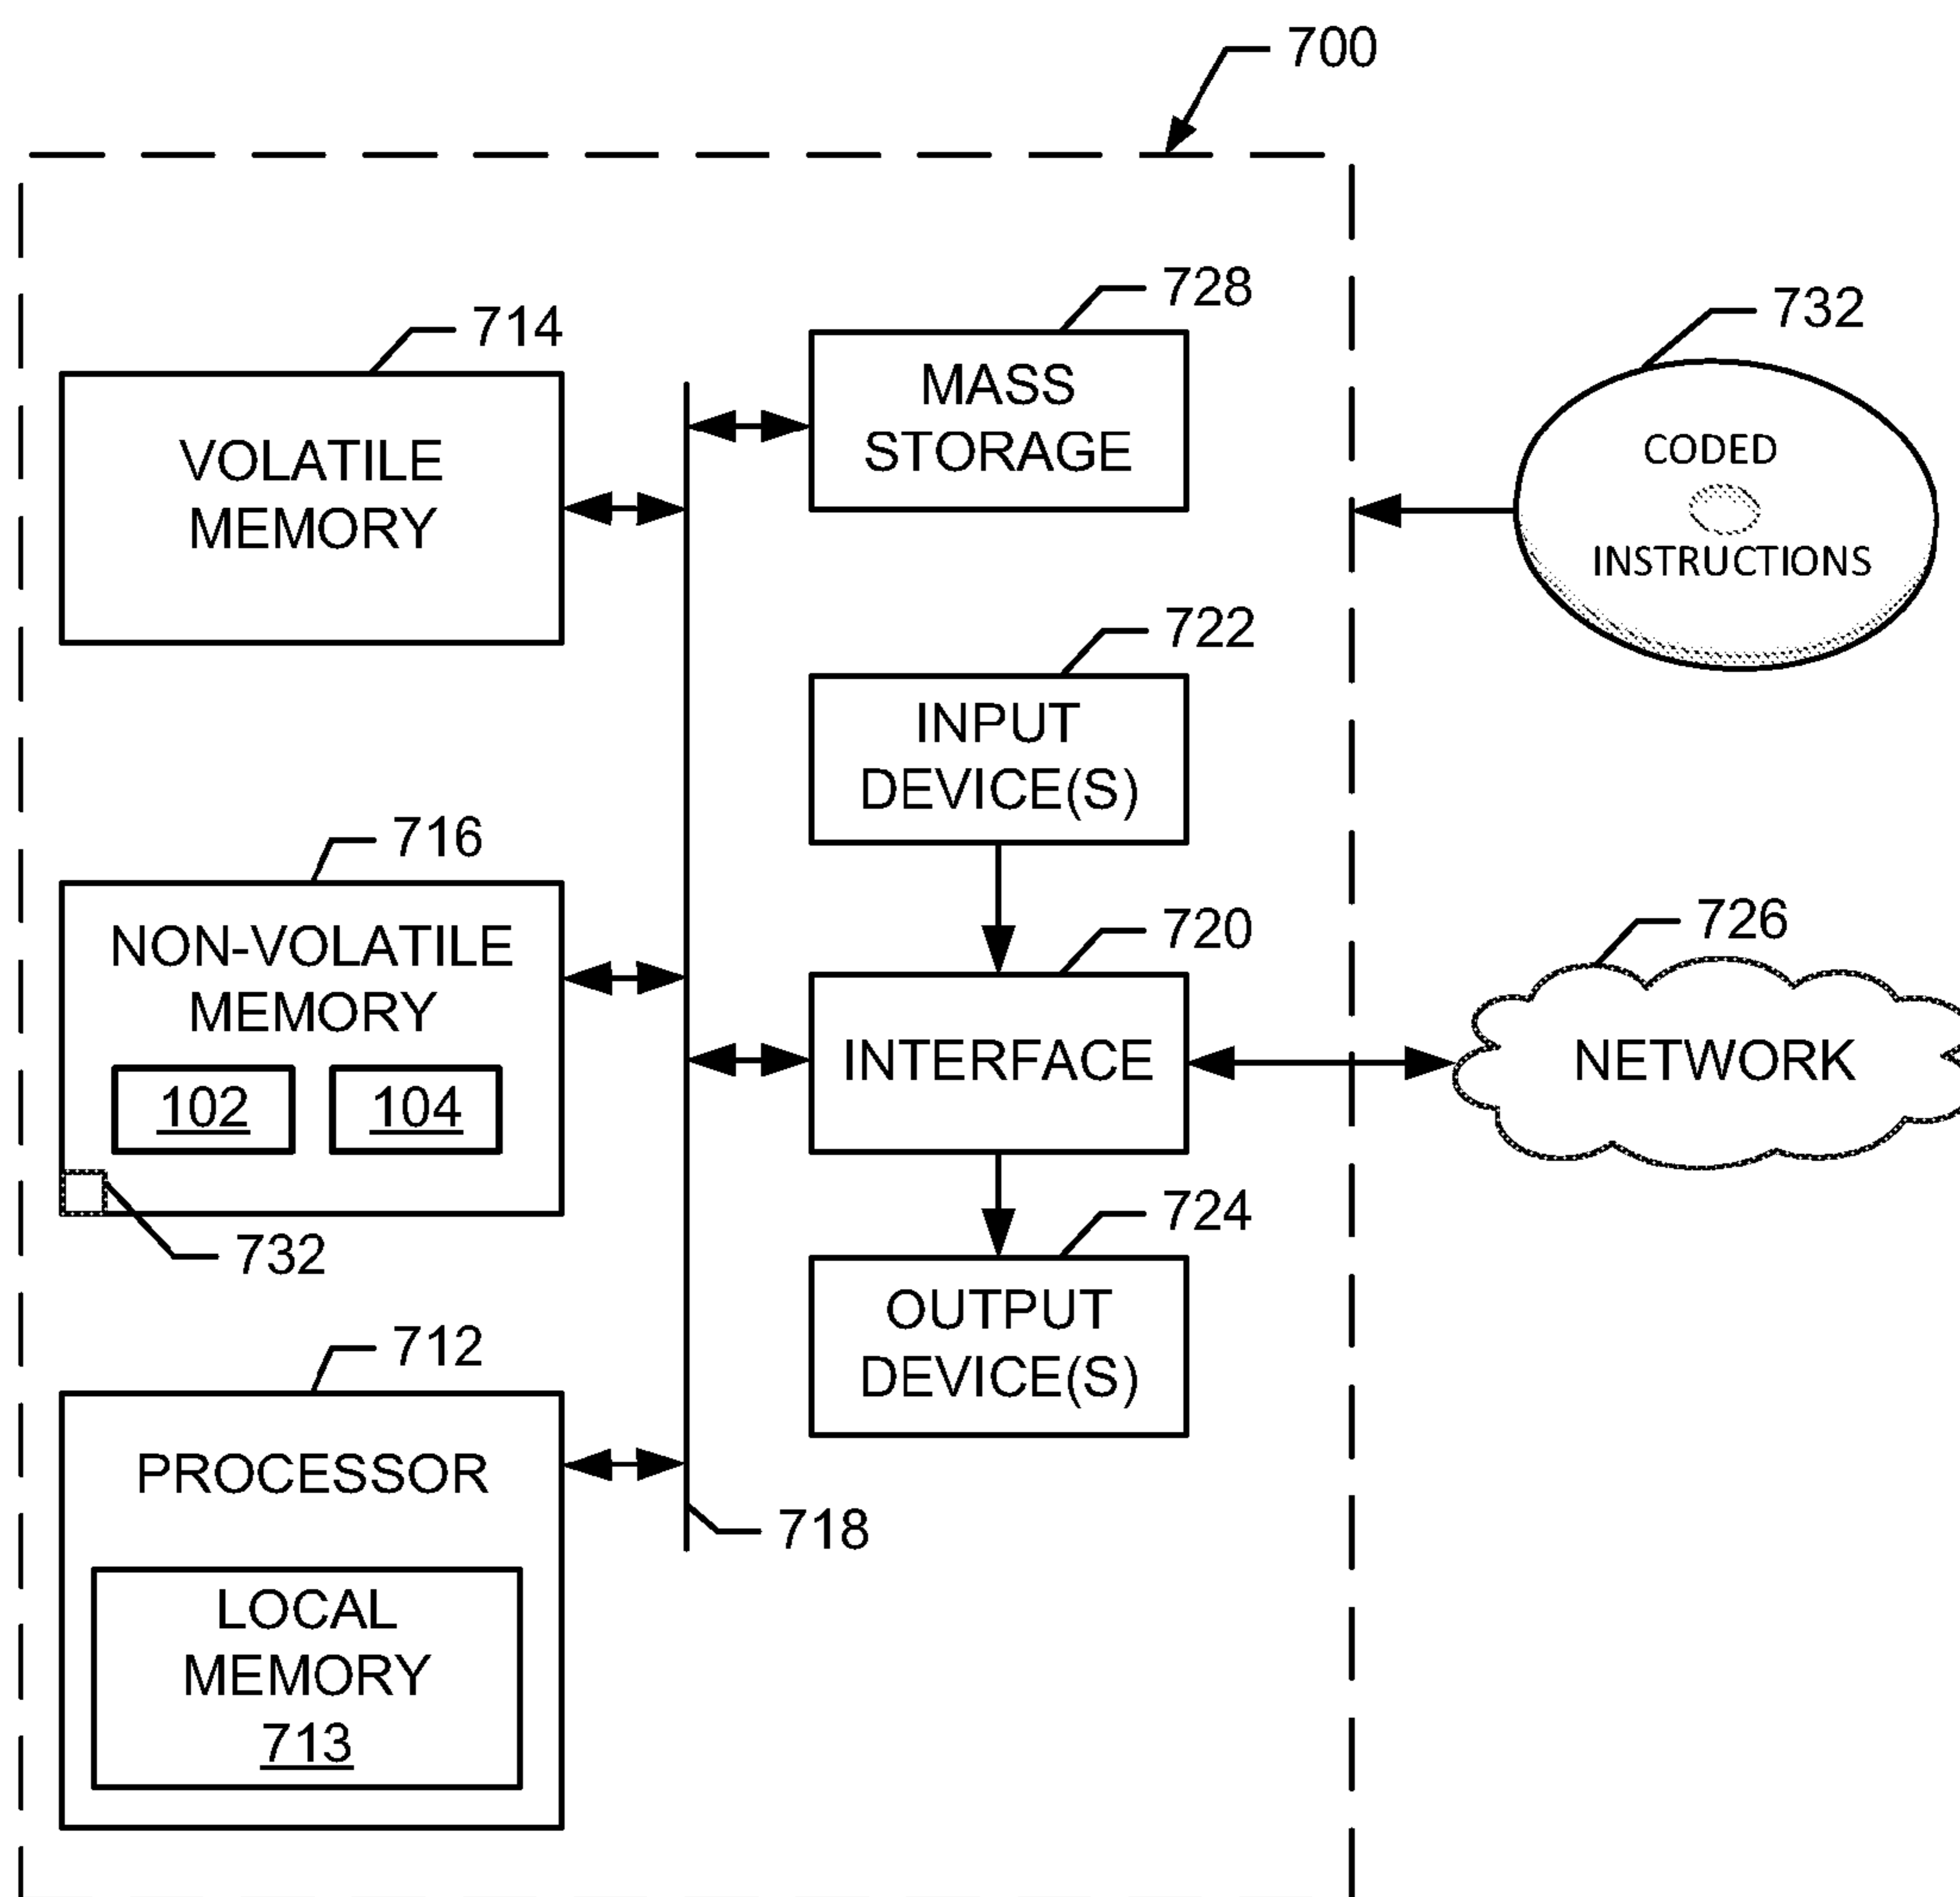 700
728
714
732
MASS
STORAGE
VOLATILE
MEMORY
CODED
INSTRUCTIONS
722
INPUT
DEVICE(S)
716
720
726
NON-VOLATILE
MEMORY
102
104
INTERFACE
NETWORK
732
724
OUTPUT
DEVICE(S)
712
PROCESSOR
718
LOCAL
MEMORY
713